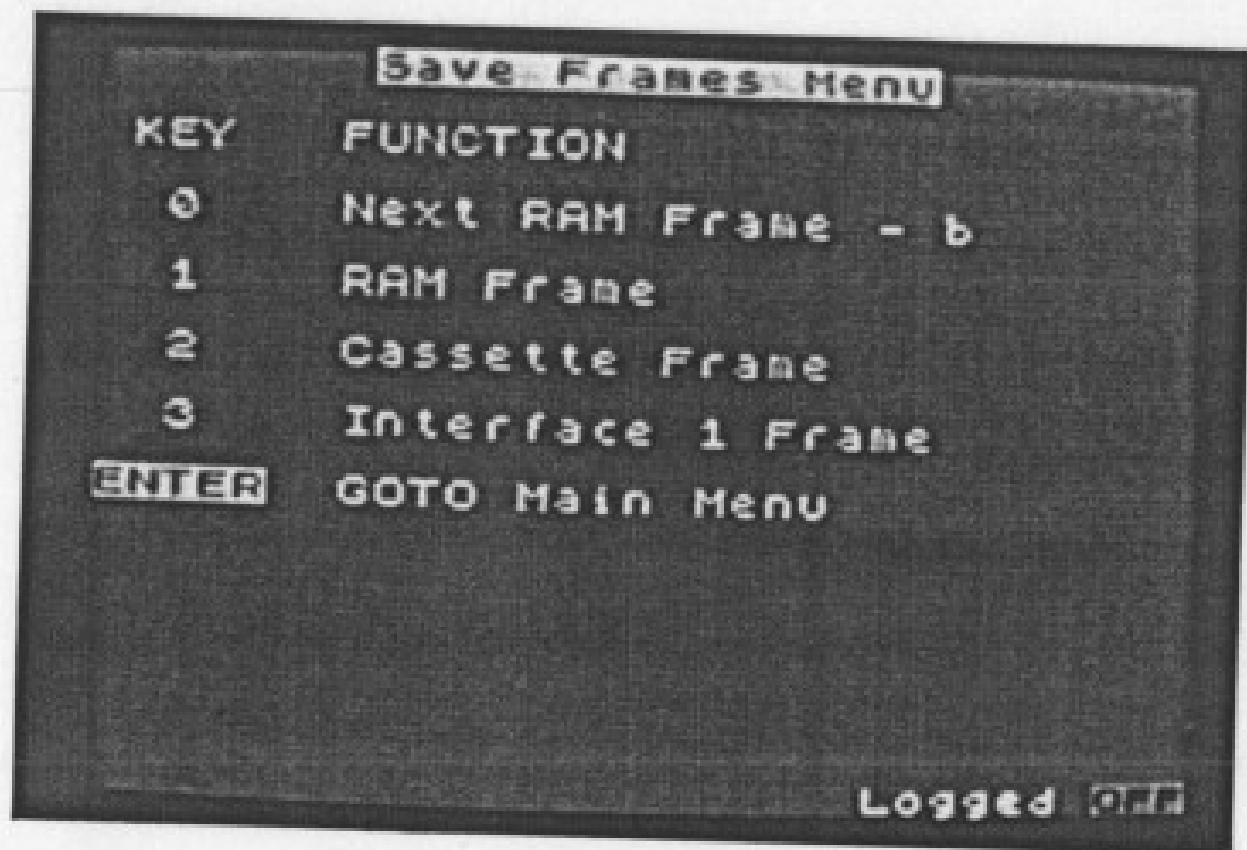 Save Frames Menu
KEY FUNCTION
0 Next RAM Frame - b
1 RAM Frame
2 Cassette Frame
3 Interface 1 Frame
ENTER GOTO Main Menu
Logged Off